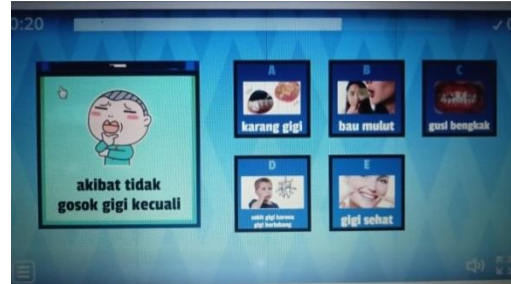 0:20
akibat tidak
gosok gigi kecuali
A
karang gigi
B
bau mulut
C
gusi bengkak
D
sakit gigi karena
gigi berlubang
E
gigi sehat